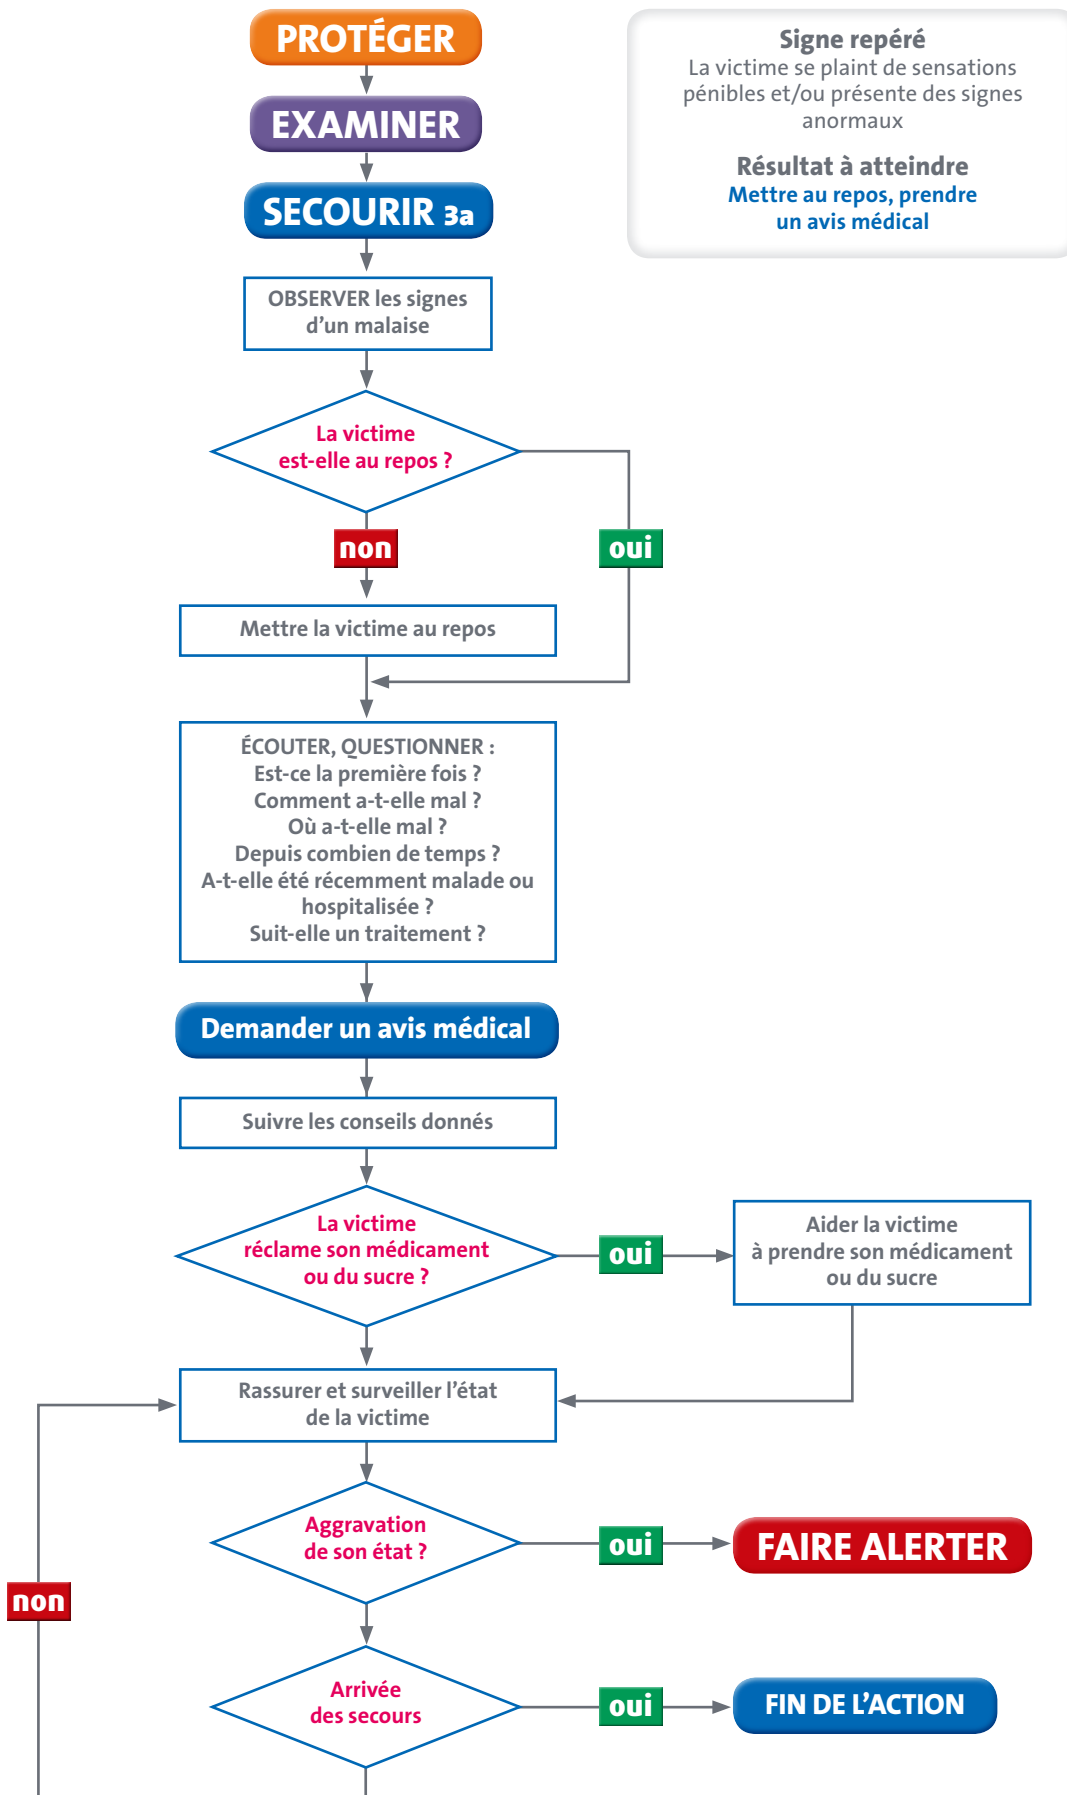 PROTÉGER
EXAMINER
SECOURIR 3a
Signe repéré
La victime se plaint de sensations
pénibles et/ou présente des signes
anormaux
Résultat à atteindre
Mettre au repos, prendre
un avis médical
OBSERVER les signes
d’un malaise
La victime
est-elle au repos ?
non
oui
Mettre la victime au repos
ÉCOUTER, QUESTIONNER :
Est-ce la première fois ?
Comment a-t-elle mal ?
Où a-t-elle mal ?
Depuis combien de temps ?
A-t-elle été récemment malade ou
hospitalisée ?
Suit-elle un traitement ?
Demander un avis médical
Suivre les conseils donnés
La victime
réclame son médicament
ou du sucre ?
oui
Aider la victime
à prendre son médicament
ou du sucre
Rassurer et surveiller l’état
de la victime
Aggravation
de son état ?
oui
FAIRE ALERTER
non
Arrivée
des secours
oui
FIN DE L’ACTION